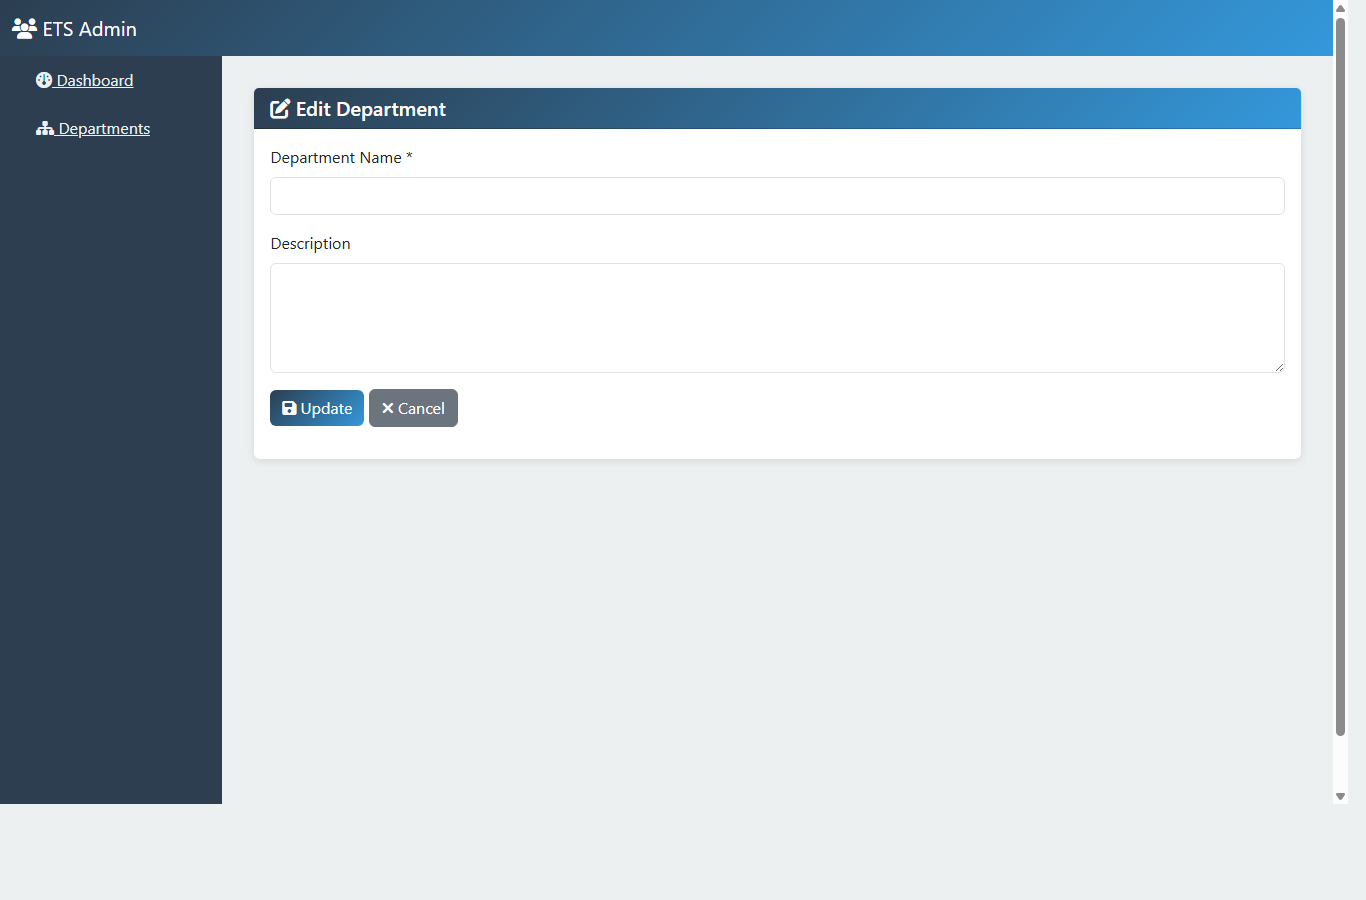 ETS Admin
Dashboard
Departments
Edit Department
Department Name *
Description
Update
Cancel